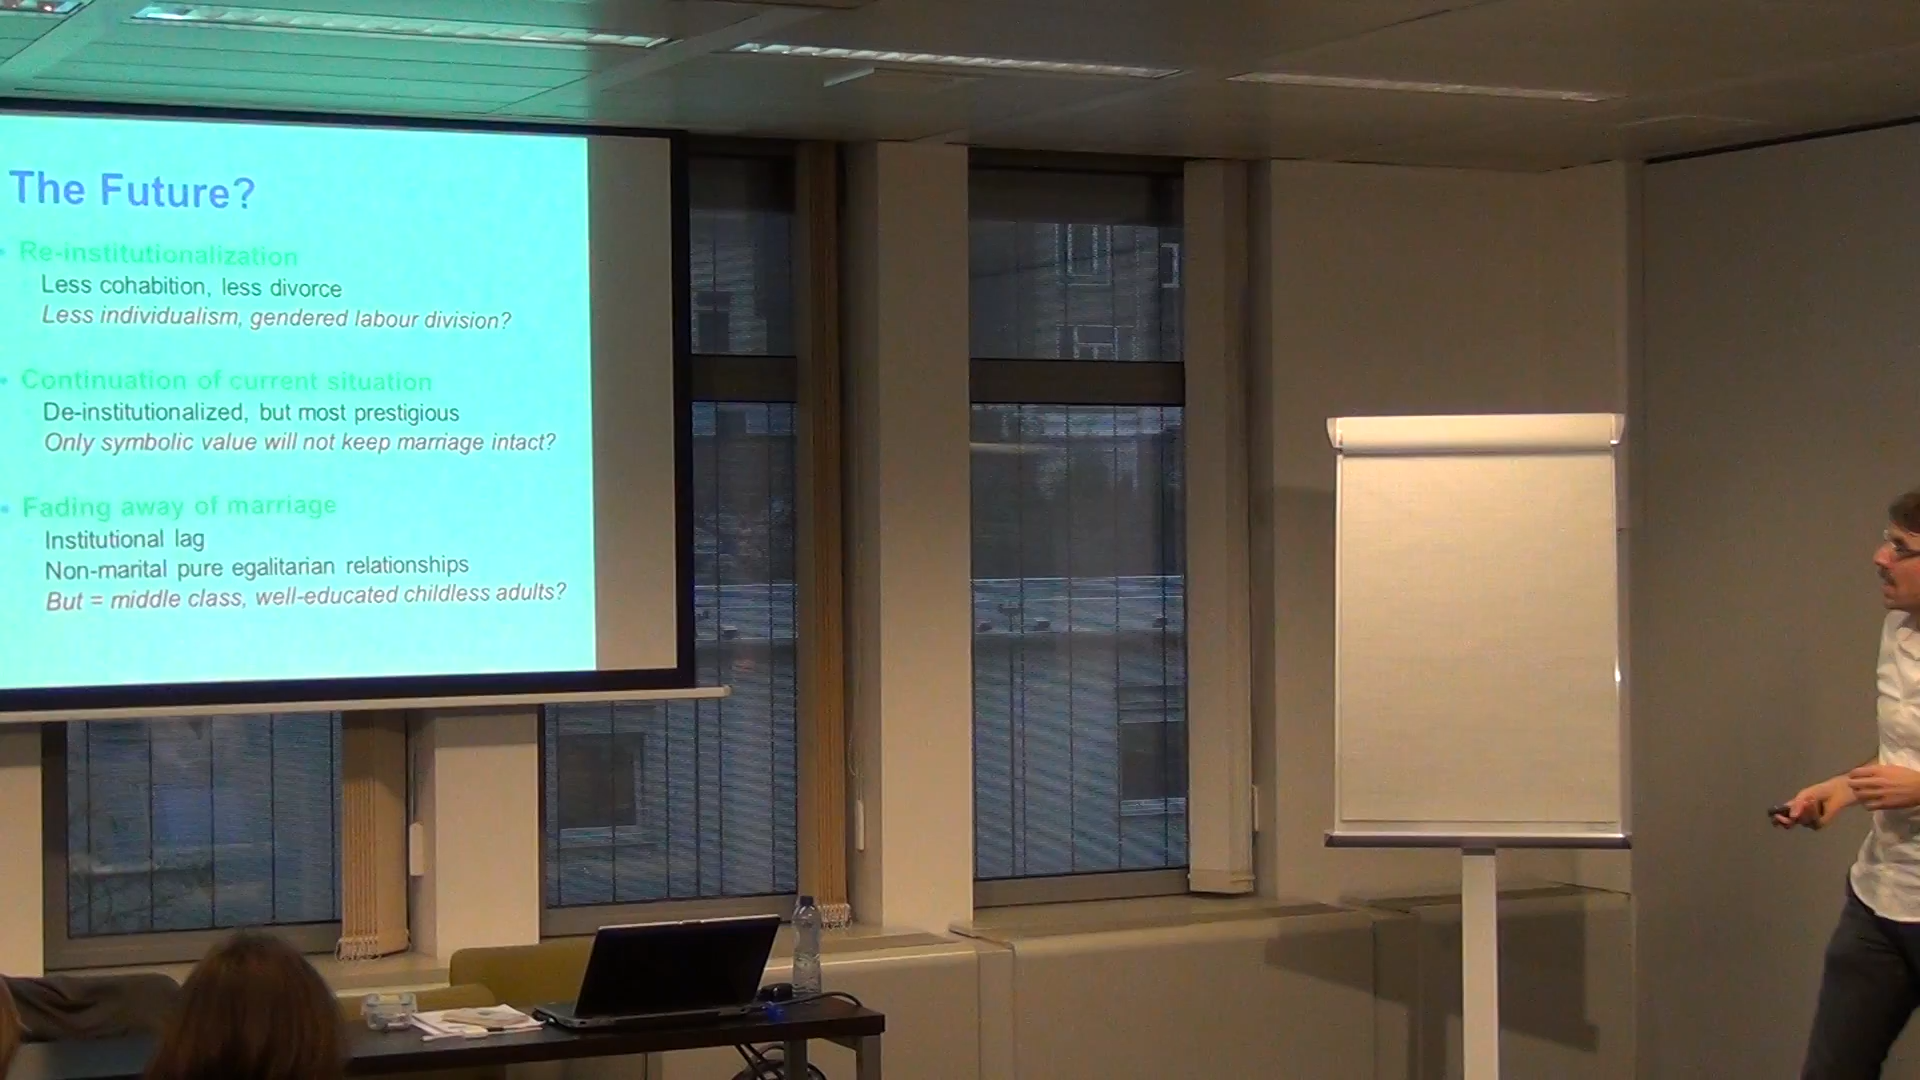 The Future?
• Re-institutionalization
Less cohabition, less divorce
Less individualism, gendered labour division?
• Continuation of current situation
De-institutionalized, but most prestigious
Only symbolic value will not keep marriage intact?
• Fading away of marriage
Institutional lag
Non-marital pure egalitarian relationships
But = middle class, well-educated childless adults?